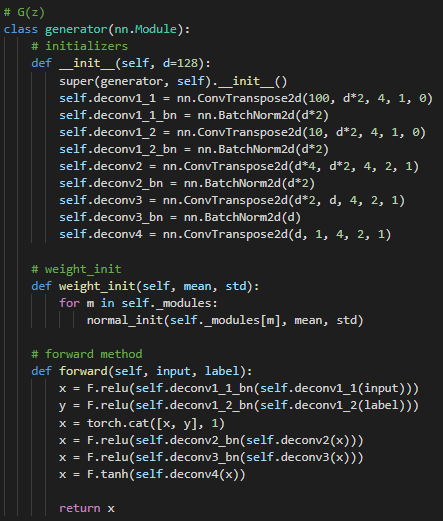 # G(z)
class generator(nn.Module):
    # initializers
    def __init__(self, d=128):
        super(generator, self).__init__()
        self.deconv1_1 = nn.ConvTranspose2d(100, d*2, 4, 1, 0)
        self.deconv1_1_bn = nn.BatchNorm2d(d*2)
        self.deconv1_2 = nn.ConvTranspose2d(10, d*2, 4, 1, 0)
        self.deconv1_2_bn = nn.BatchNorm2d(d*2)
        self.deconv2 = nn.ConvTranspose2d(d*4, d*2, 4, 2, 1)
        self.deconv2_bn = nn.BatchNorm2d(d*2)
        self.deconv3 = nn.ConvTranspose2d(d*2, d, 4, 2, 1)
        self.deconv3_bn = nn.BatchNorm2d(d)
        self.deconv4 = nn.ConvTranspose2d(d, 1, 4, 2, 1)

    # weight_init
    def weight_init(self, mean, std):
        for m in self._modules:
            normal_init(self._modules[m], mean, std)

    # forward method
    def forward(self, input, label):
        x = F.relu(self.deconv1_1_bn(self.deconv1_1(input)))
        y = F.relu(self.deconv1_2_bn(self.deconv1_2(label)))
        x = torch.cat([x, y], 1)
        x = F.relu(self.deconv2_bn(self.deconv2(x)))
        x = F.relu(self.deconv3_bn(self.deconv3(x)))
        x = F.tanh(self.deconv4(x))

        return x